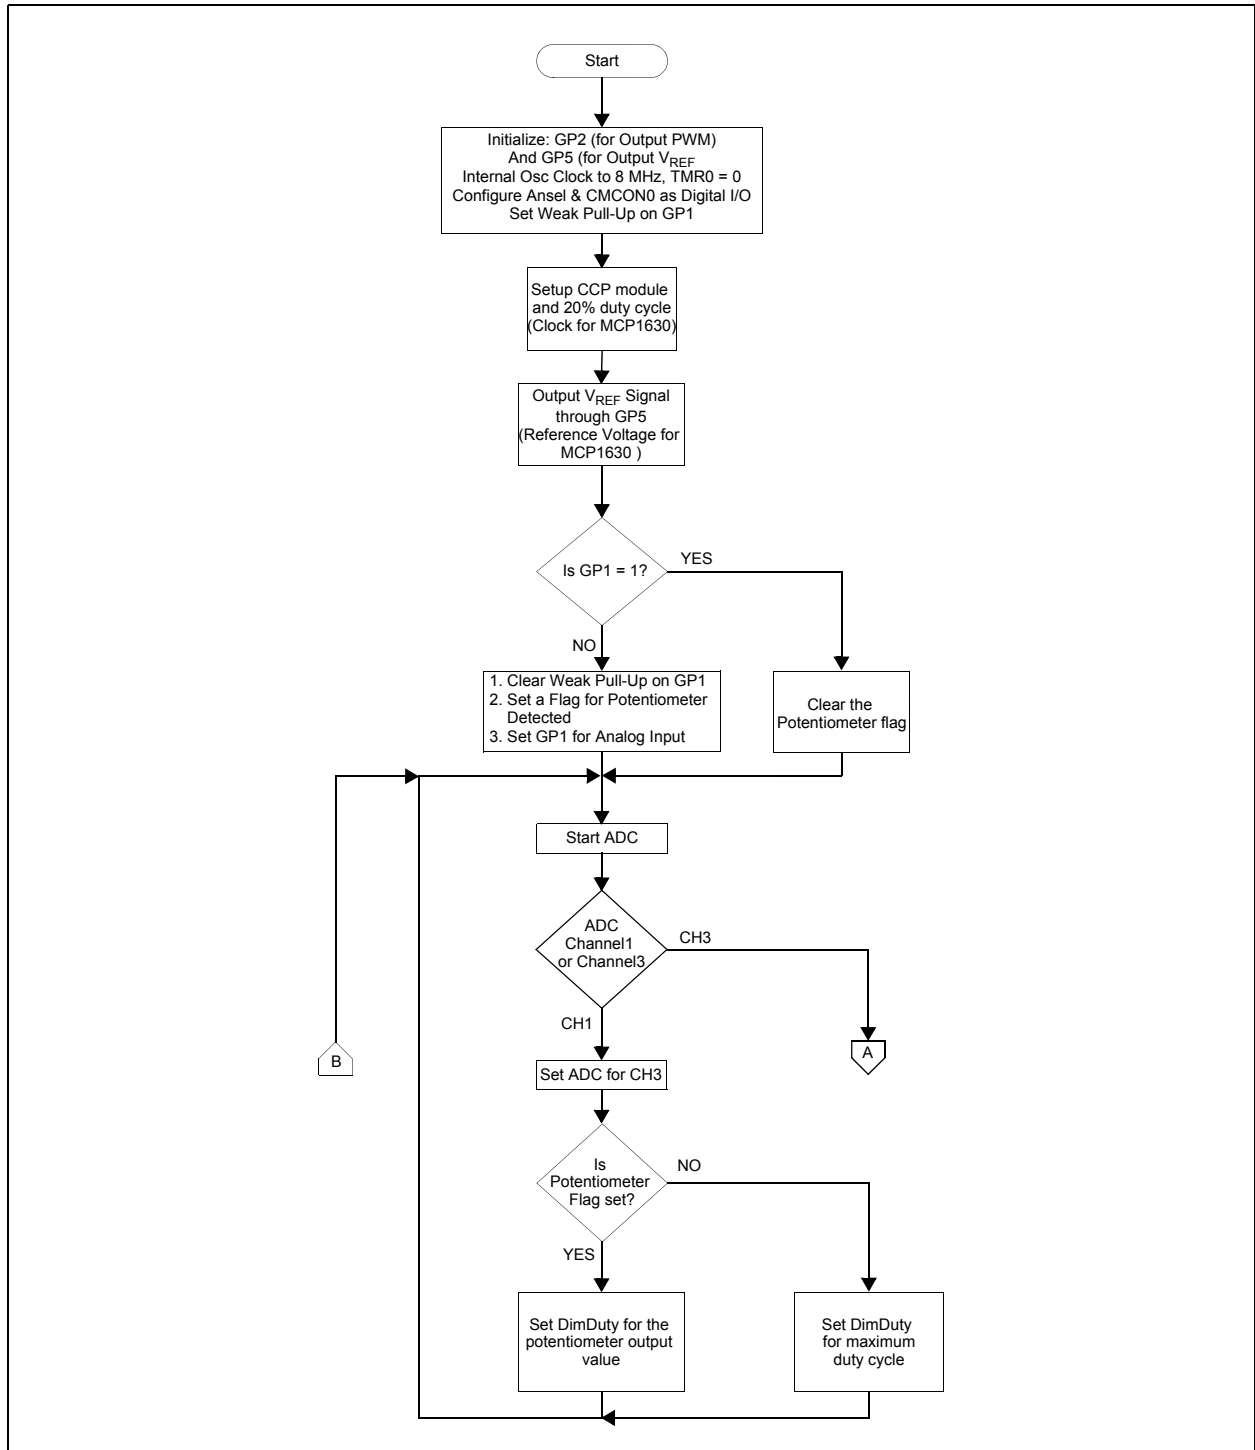 Start
Initialize: GP2 (for Output PWM)
And GP5 (for Output VREF
Internal Osc Clock to 8 MHz, TMR0 = 0
Configure Ansel & CMCON0 as Digital I/O
Set Weak Pull-Up on GP1
Setup CCP module
and 20% duty cycle
(Clock for MCP1630)
Output VREF Signal
through GP5
(Reference Voltage for
MCP1630 )
Is GP1 = 1?
YES
NO
1. Clear Weak Pull-Up on GP1
2. Set a Flag for Potentiometer
Detected
3. Set GP1 for Analog Input
Clear the
Potentiometer flag
Start ADC
ADC
Channel1
or Channel3
CH3
CH1
B
A
Set ADC for CH3
Is
Potentiometer
Flag set?
NO
YES
Set DimDuty for the
potentiometer output
value
Set DimDuty
for maximum
duty cycle